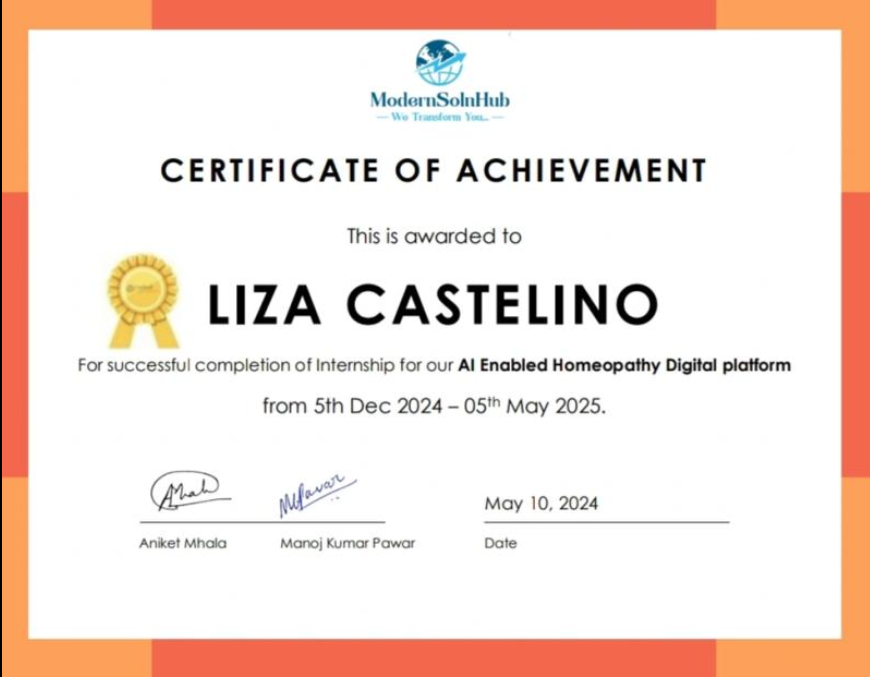 ModernSolnHub
— We Transform You... —
CERTIFICATE OF ACHIEVEMENT
This is awarded to
LIZA CASTELINO
For successful completion of Internship for our AI Enabled Homeopathy Digital platform
from 5th Dec 2024 – 05th May 2025.
AMhala
MPawar
May 10, 2024
Aniket Mhala
Manoj Kumar Pawar
Date